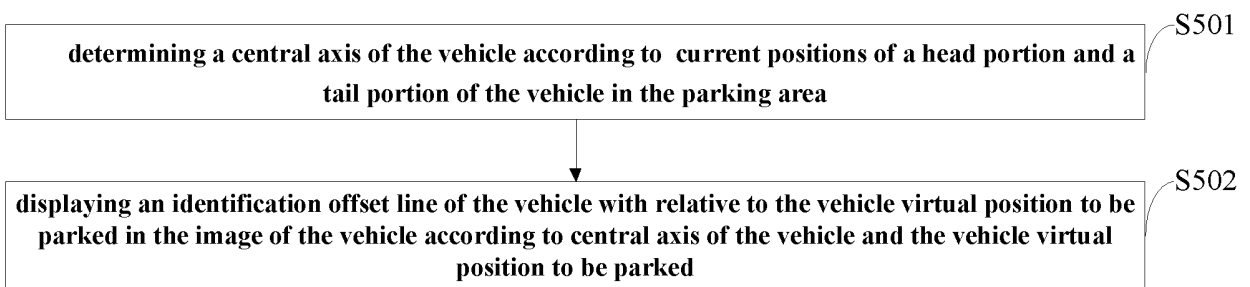 S501
determining a central axis of the vehicle according to current positions of a head portion and a
tail portion of the vehicle in the parking area
S502
displaying an identification offset line of the vehicle with relative to the vehicle virtual position to be
parked in the image of the vehicle according to central axis of the vehicle and the vehicle virtual
position to be parked